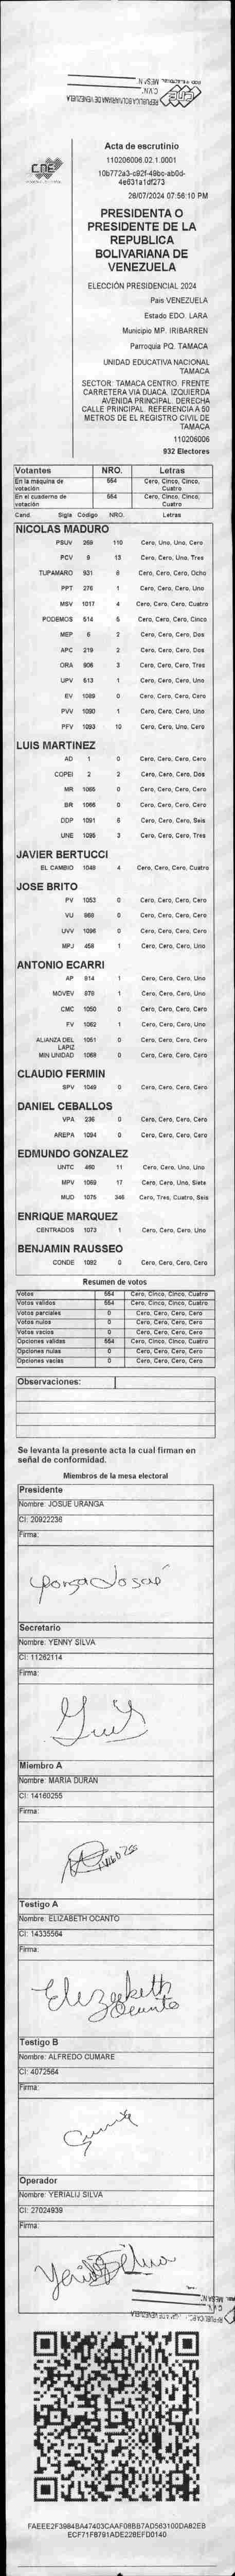 REPUBLICA BOLIVARIANA DE VENEZUELA
CNE
Acta de escrutinio
110206006.02.1.0001
10b772a3-c92f-49bc-ab0d-
4e631a1df273
28/07/2024 07:56:10 PM
PRESIDENTA O
PRESIDENTE DE LA
REPUBLICA
BOLIVARIANA DE
VENEZUELA
ELECCIÓN PRESIDENCIAL 2024
Pais VENEZUELA
Estado EDO. LARA
Municipio MP. IRIBARREN
Parroquia PQ. TAMACA
UNIDAD EDUCATIVA NACIONAL
TAMACA
SECTOR: TAMACA CENTRO. FRENTE
CARRETERA VIA DUACA. IZQUIERDA
AVENIDA PRINCIPAL. DERECHA
CALLE PRINCIPAL. REFERENCIA A 50
METROS DE EL REGISTRO CIVIL DE
TAMACA
110206006
932 Electores
Votantes NRO. Letras
En la máquina de votación 554 Cero, Cinco, Cinco, Cuatro
En el cuaderno de votación 554 Cero, Cinco, Cinco, Cuatro
Cand. Sigla Código NRO. Letras
NICOLAS MADURO
PSUV 269 110 Cero, Uno, Uno, Cero
PCV 9 13 Cero, Cero, Uno, Tres
TUPAMARO 931 8 Cero, Cero, Cero, Ocho
PPT 276 1 Cero, Cero, Cero, Uno
MSV 1017 4 Cero, Cero, Cero, Cuatro
PODEMOS 514 5 Cero, Cero, Cero, Cinco
MEP 6 2 Cero, Cero, Cero, Dos
APC 219 2 Cero, Cero, Cero, Dos
ORA 906 3 Cero, Cero, Cero, Tres
UPV 613 1 Cero, Cero, Cero, Uno
EV 1089 0 Cero, Cero, Cero, Cero
PVV 1090 1 Cero, Cero, Cero, Uno
PFV 1093 10 Cero, Cero, Uno, Cero
LUIS MARTINEZ
AD 1 0 Cero, Cero, Cero, Cero
COPEI 2 2 Cero, Cero, Cero, Dos
MR 1065 0 Cero, Cero, Cero, Cero
BR 1066 0 Cero, Cero, Cero, Cero
DDP 1091 6 Cero, Cero, Cero, Seis
UNE 1095 3 Cero, Cero, Cero, Tres
JAVIER BERTUCCI
EL CAMBIO 1048 4 Cero, Cero, Cero, Cuatro
JOSE BRITO
PV 1053 0 Cero, Cero, Cero, Cero
VU 969 0 Cero, Cero, Cero, Cero
UVV 1096 0 Cero, Cero, Cero, Cero
MPJ 458 1 Cero, Cero, Cero, Uno
ANTONIO ECARRI
AP 914 1 Cero, Cero, Cero, Uno
MOVEV 979 1 Cero, Cero, Cero, Uno
CMC 1050 0 Cero, Cero, Cero, Cero
FV 1062 1 Cero, Cero, Cero, Uno
ALIANZA DEL LAPIZ 1051 0 Cero, Cero, Cero, Cero
MIN UNIDAD 1068 0 Cero, Cero, Cero, Cero
CLAUDIO FERMIN
SPV 1049 0 Cero, Cero, Cero, Cero
DANIEL CEBALLOS
VPA 236 0 Cero, Cero, Cero, Cero
AREPA 1094 0 Cero, Cero, Cero, Cero
EDMUNDO GONZALEZ
UNTC 460 11 Cero, Cero, Uno, Uno
MPV 1069 17 Cero, Cero, Uno, Siete
MUD 1075 346 Cero, Tres, Cuatro, Seis
ENRIQUE MARQUEZ
CENTRADOS 1073 1 Cero, Cero, Cero, Uno
BENJAMIN RAUSSEO
CONDE 1092 0 Cero, Cero, Cero, Cero
Resumen de votos
Votos 554 Cero, Cinco, Cinco, Cuatro
Votos validos 554 Cero, Cinco, Cinco, Cuatro
Votos parciales 0 Cero, Cero, Cero, Cero
Votos nulos 0 Cero, Cero, Cero, Cero
Votos vacios 0 Cero, Cero, Cero, Cero
Opciones validas 554 Cero, Cinco, Cinco, Cuatro
Opciones nulas 0 Cero, Cero, Cero, Cero
Opciones vacias 0 Cero, Cero, Cero, Cero
Observaciones:
Se levanta la presente acta la cual firman en
señal de conformidad.
Miembros de la mesa electoral
Presidente
Nombre: JOSUE URANGA
CI: 20922236
Firma:
Secretario
Nombre: YENNY SILVA
CI: 11262114
Firma:
Miembro A
Nombre: MARIA DURAN
CI: 14160255
Firma:
Testigo A
Nombre: ELIZABETH OCANTO
CI: 14335564
Firma:
Elizabeth
Ocanto
Testigo B
Nombre: ALFREDO CUMARE
CI: 4072564
Firma:
Operador
Nombre: YERIALIJ SILVA
CI: 27024939
Firma:
FAEEE2F3984BA47403CAAF08BB7AD563100DA82EB
ECF71F8791ADE228EFD0140